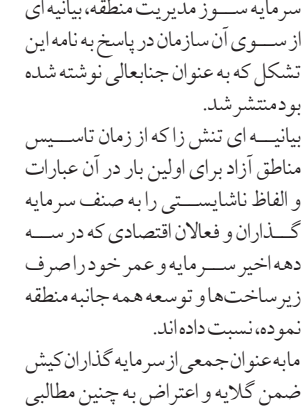 سرمایه ســـوز مدیریت منطقه، بیانیه ای
از ســـوی آن سازمان در پاسخ به نامه این
تشکل که به عنوان جنابعالی نوشته شده
بود منتشر شد.
بیانیـــه ای تنش زا که از زمان تاســـیس
مناطق آزاد برای اولین بار در آن عبارات
و الفاظ ناشایســـتی را به صنف سرمایه
گـــذاران و فعالان اقتصادی که در ســـه
دهه اخیر ســـرمایه و عمر خود را صرف
زیرساخت‌ها و توسعه همه جانبه منطقه
نموده، نسبت داده اند.
ما به عنوان جمعی از سرمایه گذاران کیش
ضمن گلایه و اعتراض به چنین مطالبی